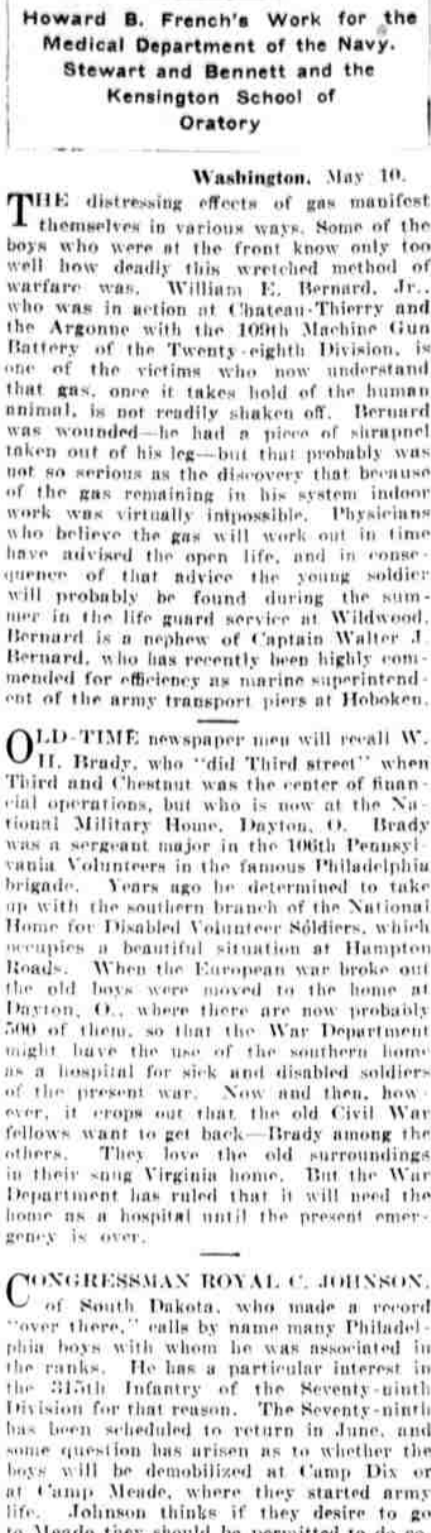 Howard B. French's Work for the
Medical Department of the Navy.
Stewart and Bennett and the
Kensington School of
Oratory
Washington, May 10.
THE distressing effects of gas manifest
themselves in various ways. Some of the
boys who were at the front know only too
well how deadly this wretched method of
warfare was. William E. Bernard, Jr.,
who was in action at Chateau-Thierry and
the Argonne with the 109th Machine Gun
Battery of the Twenty-eighth Division, is
one of the victims who now understand
that gas, once it takes hold of the human
animal, is not readily shaken off. Bernard
was wounded—he had a piece of shrapnel
taken out of his leg—but that probably was
not so serious as the discovery that because
of the gas remaining in his system indoor
work was virtually impossible. Physicians
who believe the gas will work out in time
have advised the open life, and in conse-
quence of that advice the young soldier
will probably be found during the sum-
mer in the life guard service at Wildwood.
Bernard is a nephew of Captain Walter J.
Bernard, who has recently been highly com-
mended for efficiency as marine superintend-
ent of the army transport piers at Hoboken.
OLD-TIME newspaper men will recall W.
H. Brady, who "did Third street" when
Third and Chestnut was the center of finan-
cial operations, but who is now at the Na-
tional Military Home, Dayton, O. Brady
was a sergeant major in the 106th Pennsyl-
vania Volunteers in the famous Philadelphia
brigade. Years ago he determined to take
up with the southern branch of the National
Home for Disabled Volunteer Soldiers, which
occupies a beautiful situation at Hampton
Roads. When the European war broke out
the old boys were moved to the home at
Dayton, O., where there are now probably
500 of them, so that the War Department
might have the use of the southern home
as a hospital for sick and disabled soldiers
of the present war. Now and then, how-
ever, it crops out that the old Civil War
fellows want to get back—Brady among the
others. They love the old surroundings
in their snug Virginia home. But the War
Department has ruled that it will need the
home as a hospital until the present emer-
gency is over.
CONGRESSMAN ROYAL C. JOHNSON,
of South Dakota, who made a record
"over there," calls by name many Philadel-
phia boys with whom he was associated in
the ranks. He has a particular interest in
the 315th Infantry of the Seventy-ninth
Division for that reason. The Seventy-ninth
has been scheduled to return in June, and
some question has arisen as to whether the
boys will be demobilized at Camp Dix or
at Camp Meade, where they started army
life. Johnson thinks if they desire to go
to Meade they should be permitted to do so